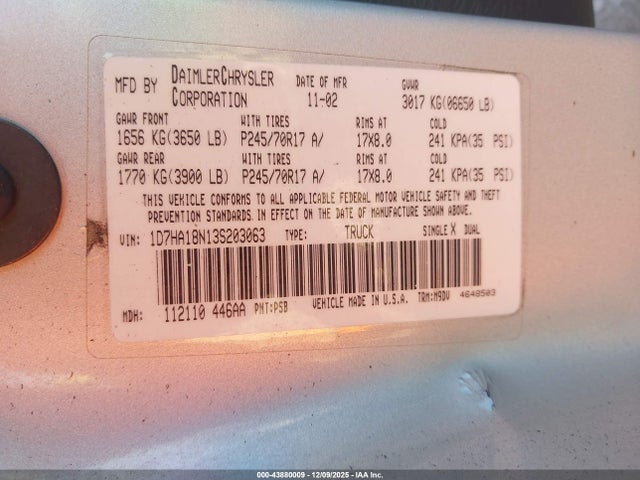 MFD BY DAIMLERCHRYSLER CORPORATION DATE OF MFR 11-02 GVWR 3017 KG(06650 LB)
GAWR FRONT WITH TIRES RIMS AT COLD
1656 KG(3650 LB) P245/70R17 A/ 17X8.0 241 KPA(35 PSI)
GAWR REAR WITH TIRES RIMS AT COLD
1770 KG(3900 LB) P245/70R17 A/ 17X8.0 241 KPA(35 PSI)
THIS VEHICLE CONFORMS TO ALL APPLICABLE FEDERAL MOTOR VEHICLE SAFETY AND THEFT
PREVENTION STANDARDS IN EFFECT ON THE DATE OF MANUFACTURE SHOWN ABOVE.
VIN: 1D7HA18N13S203063 TYPE: TRUCK SINGLE X DUAL
MDH: 112110 446AA PNT:PSB VEHICLE MADE IN U.S.A. TRM:M9DV 4648503
000-43880009 - 12/09/2025 - IAA Inc.